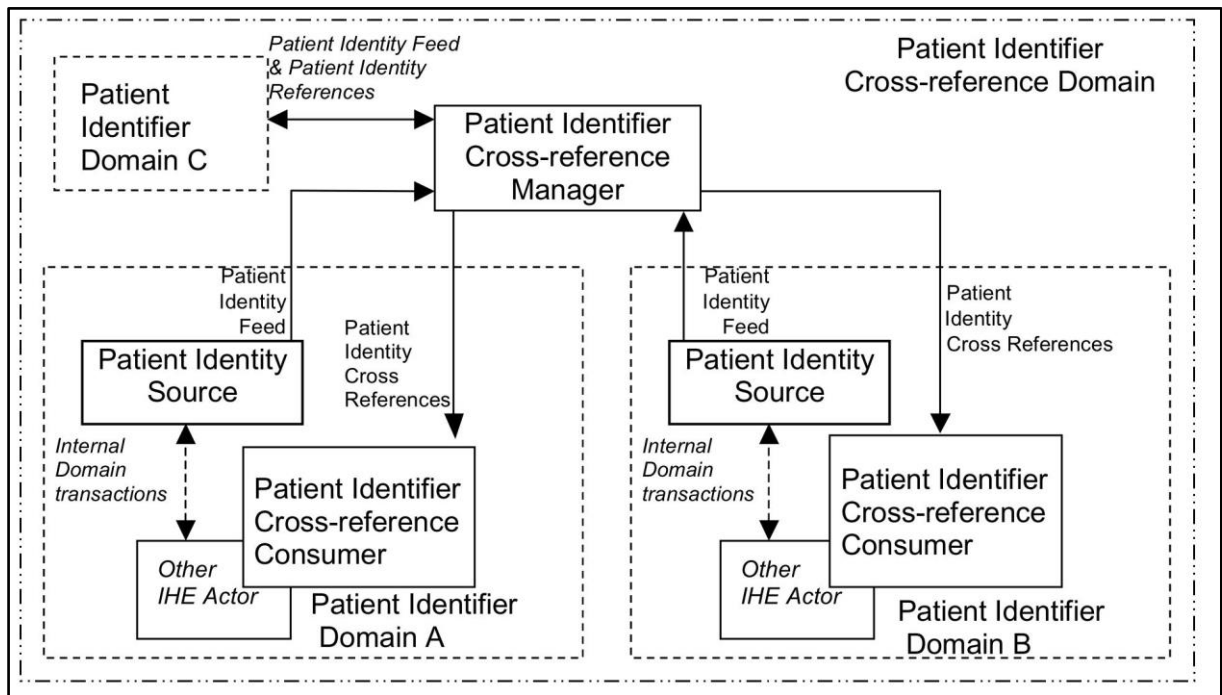 Patient Identity Feed
& Patient Identity
References
Patient Identifier
Cross-reference Domain
Patient
Identifier
Domain C
Patient Identifier
Cross-reference
Manager
Patient
Identity
Feed
Patient
Identity
Cross
References
Patient Identity
Source
Internal
Domain
transactions
Patient Identifier
Cross-reference
Consumer
Other
IHE Actor
Patient Identifier
Domain A
Patient
Identity
Feed
Patient
Identity
Cross References
Patient Identity
Source
Internal
Domain
transactions
Patient Identifier
Cross-reference
Consumer
Other
IHE Actor
Patient Identifier
Domain B